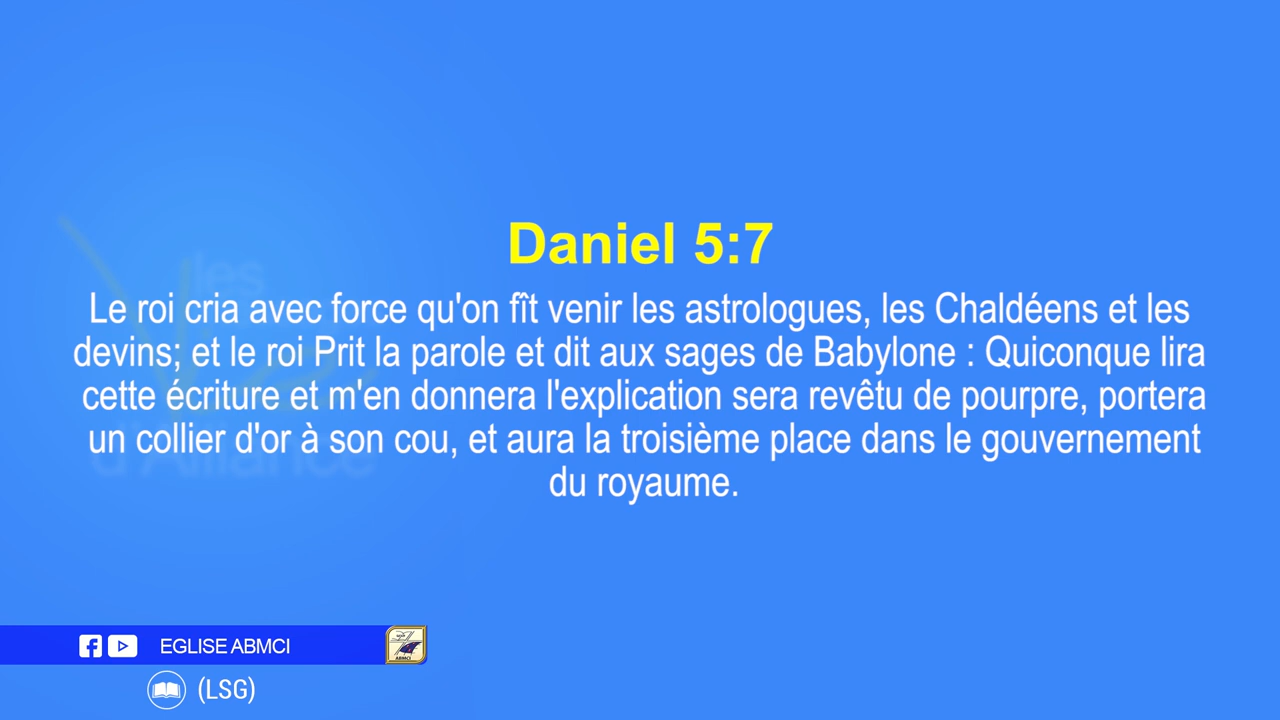 Daniel 5:7
Le roi cria avec force qu'on fît venir les astrologues, les Chaldéens et les
devins; et le roi Prit la parole et dit aux sages de Babylone : Quiconque lira
cette écriture et m'en donnera l'explication sera revêtu de pourpre, portera
un collier d'or à son cou, et aura la troisième place dans le gouvernement
du royaume.
les
d'Alliance
EGLISE ABMCI
ABMCI
(LSG)